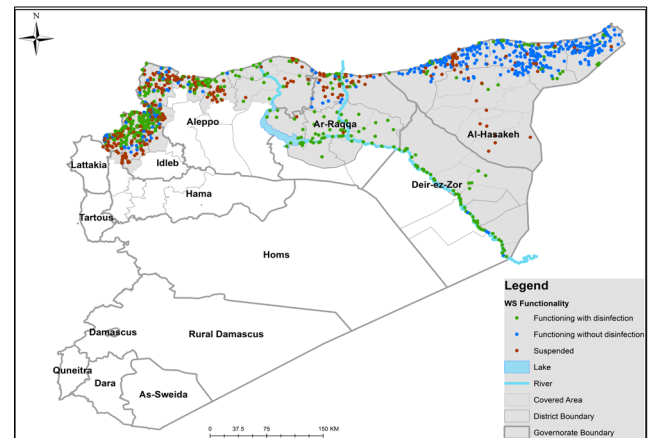 N
Aleppo
Ar-Raqqa
Al-Hasakeh
Lattakia
Idleb
Deir-ez-Zor
Hama
Tartous
Homs
Damascus
Rural Damascus
Quneitra
Dara
As-Sweida
0 37.5 75 150 KM
Legend
WS Functionality
Functioning with disinfection
Functioning without disinfection
Suspended
Lake
River
Covered Area
District Boundary
Governorate Boundary